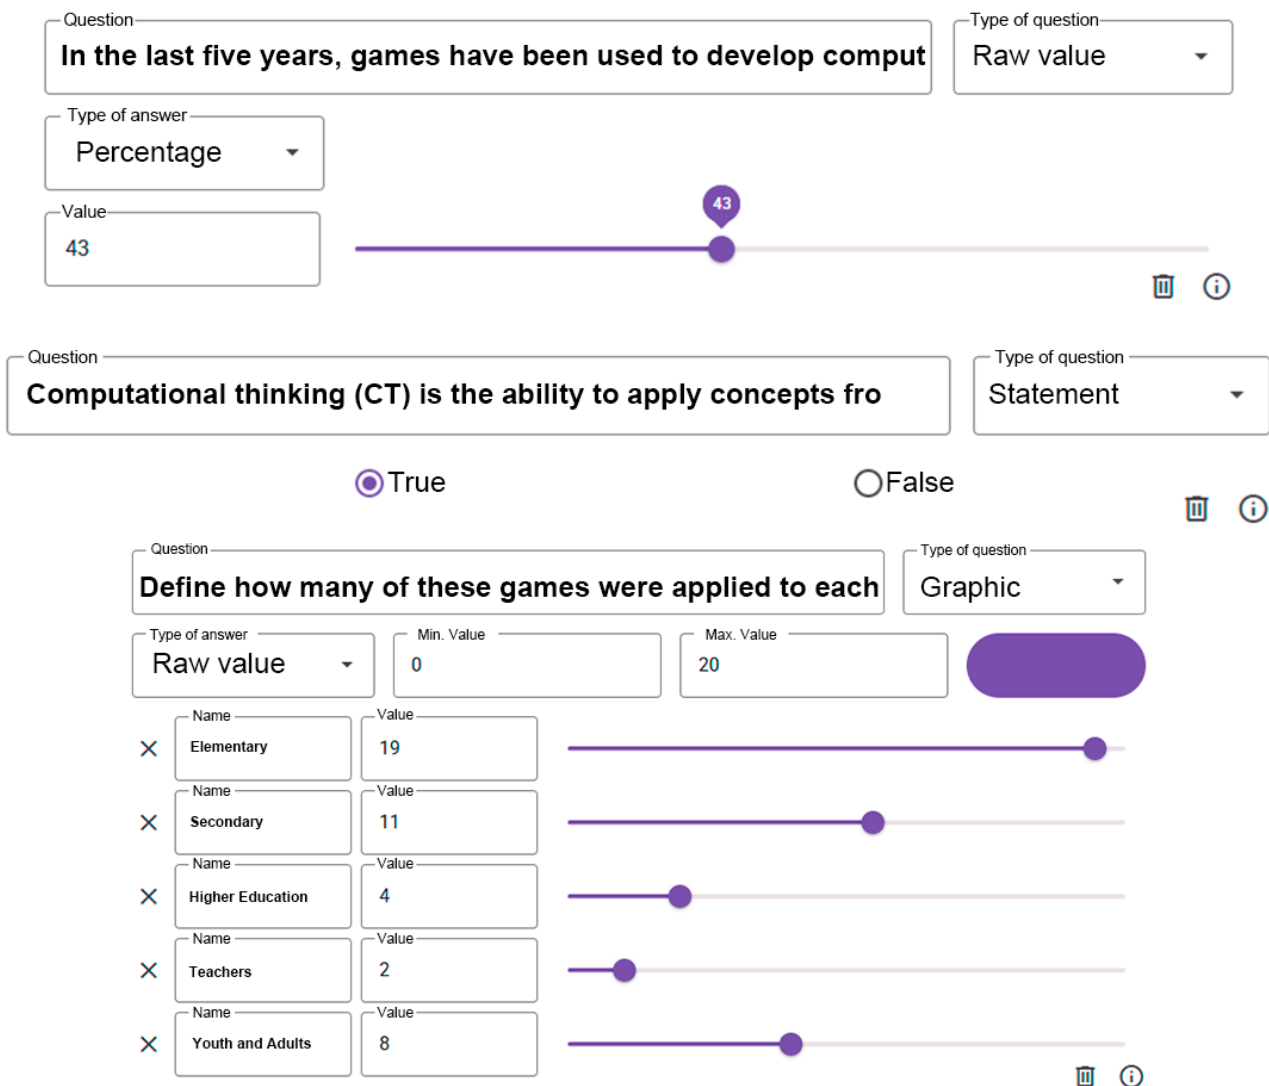 Question
Type of question
In the last five years, games have been used to develop comput
Raw value
Type of answer
Percentage
Value
43
43
Question
Type of question
Computational thinking (CT) is the ability to apply concepts fro
Statement
True
False
Question
Type of question
Define how many of these games were applied to each
Graphic
Type of answer
Min. Value
Max. Value
Raw value
0
20
Name
Value
Elementary
19
Name
Value
Secondary
11
Name
Value
Higher Education
4
Name
Value
Teachers
2
Name
Value
Youth and Adults
8